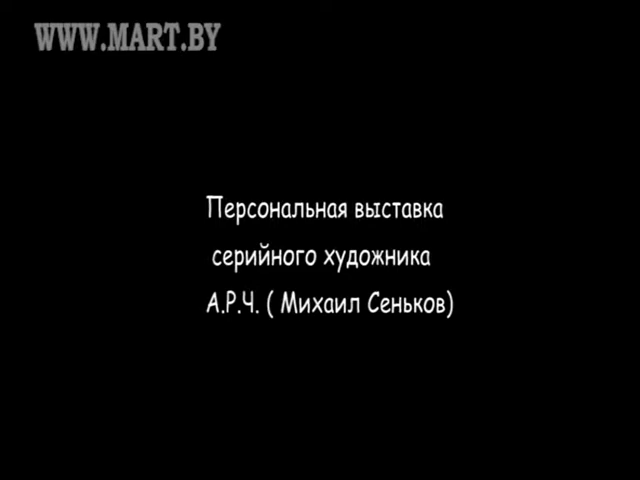 WWW.MART.BY
Персональная выставка
серийного художника
А.Р.Ч. ( Михаил Сеньков)